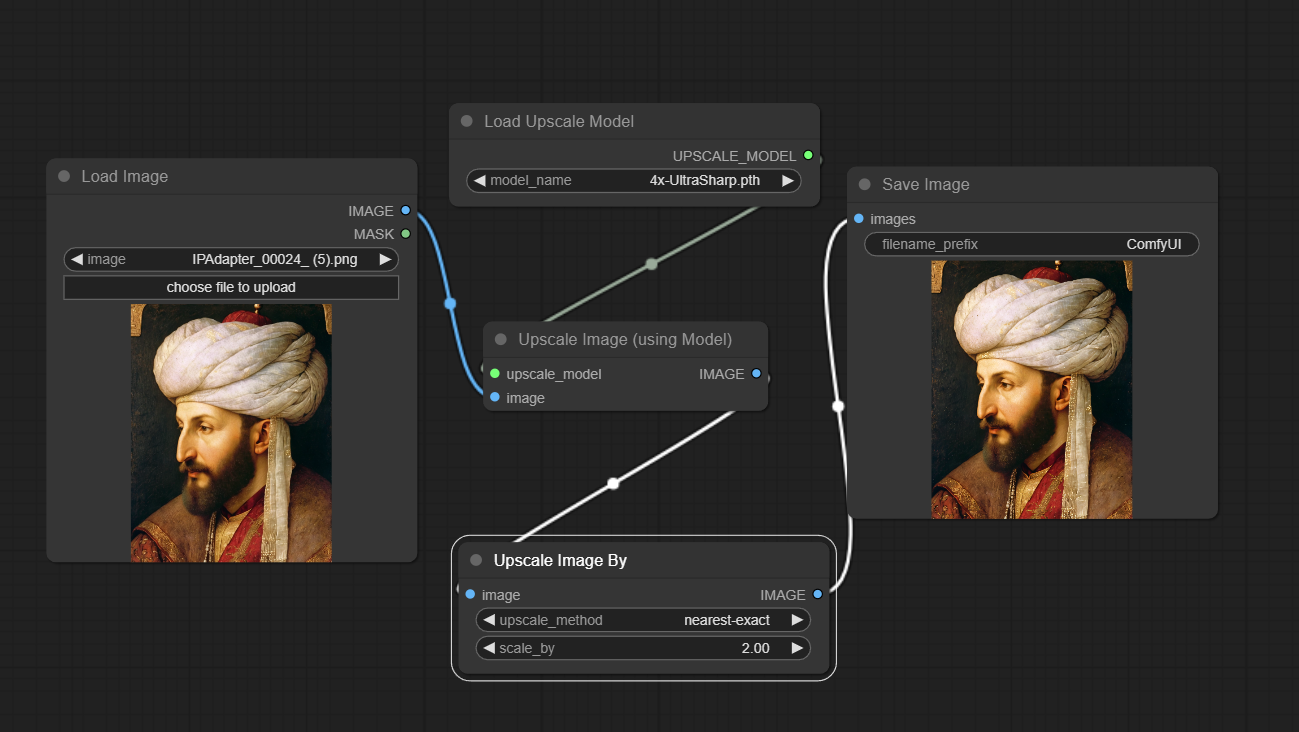 Load Image
IMAGE
MASK
image IPAdapter_00024_ (5).png
choose file to upload
Load Upscale Model
UPSCALE_MODEL
model_name 4x-UltraSharp.pth
Upscale Image (using Model)
upscale_model IMAGE
image
Upscale Image By
image IMAGE
upscale_method nearest-exact
scale_by 2.00
Save Image
images
filename_prefix ComfyUI